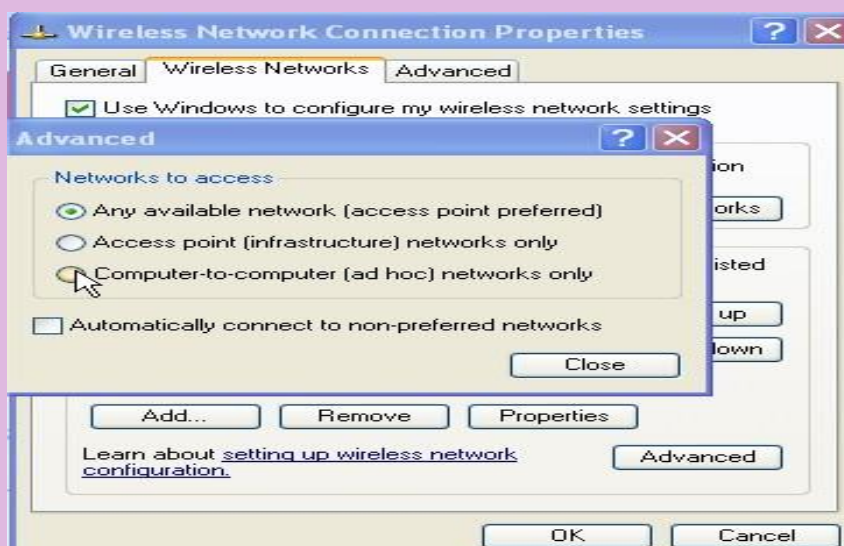 Wireless Network Connection Properties
General Wireless Networks Advanced
Use Windows to configure my wireless network settings
Advanced
Networks to access
Any available network (access point preferred)
Access point (infrastructure) networks only
Computer-to-computer (ad hoc) networks only
Automatically connect to non-preferred networks
Close
ion
orks
isted
up
lown
Add... Remove Properties
Learn about setting up wireless network
configuration.
Advanced
OK Cancel